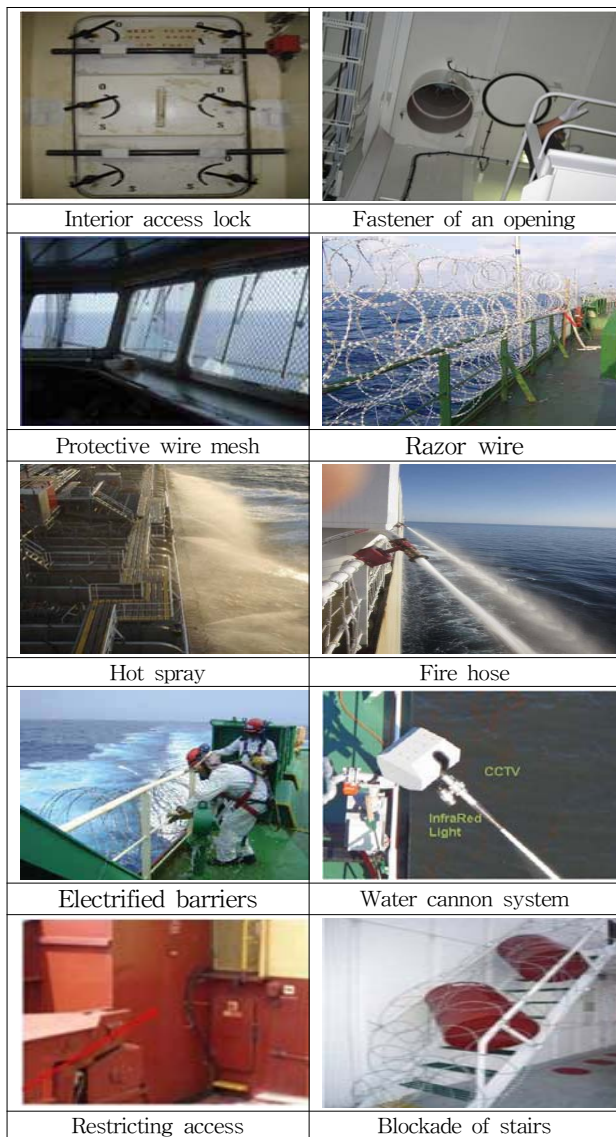 Interior access lock
Fastener of an opening
Protective wire mesh
Razor wire
Hot spray
Fire hose
CCTV
InfraRed
Light
Electrified barriers
Water cannon system
Restricting access
Blockade of stairs